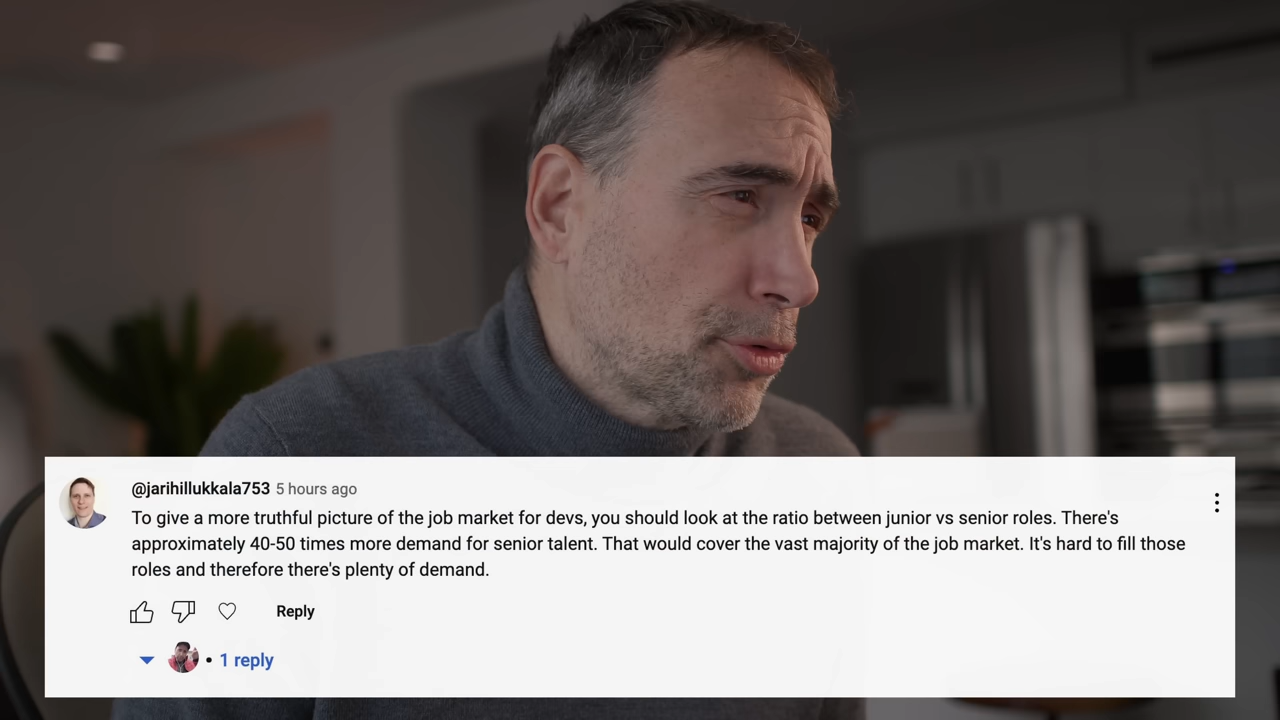 @jarihillukkala753 5 hours ago
To give a more truthful picture of the job market for devs, you should look at the ratio between junior vs senior roles. There's
approximately 40-50 times more demand for senior talent. That would cover the vast majority of the job market. It's hard to fill those
roles and therefore there's plenty of demand.
Reply
1 reply